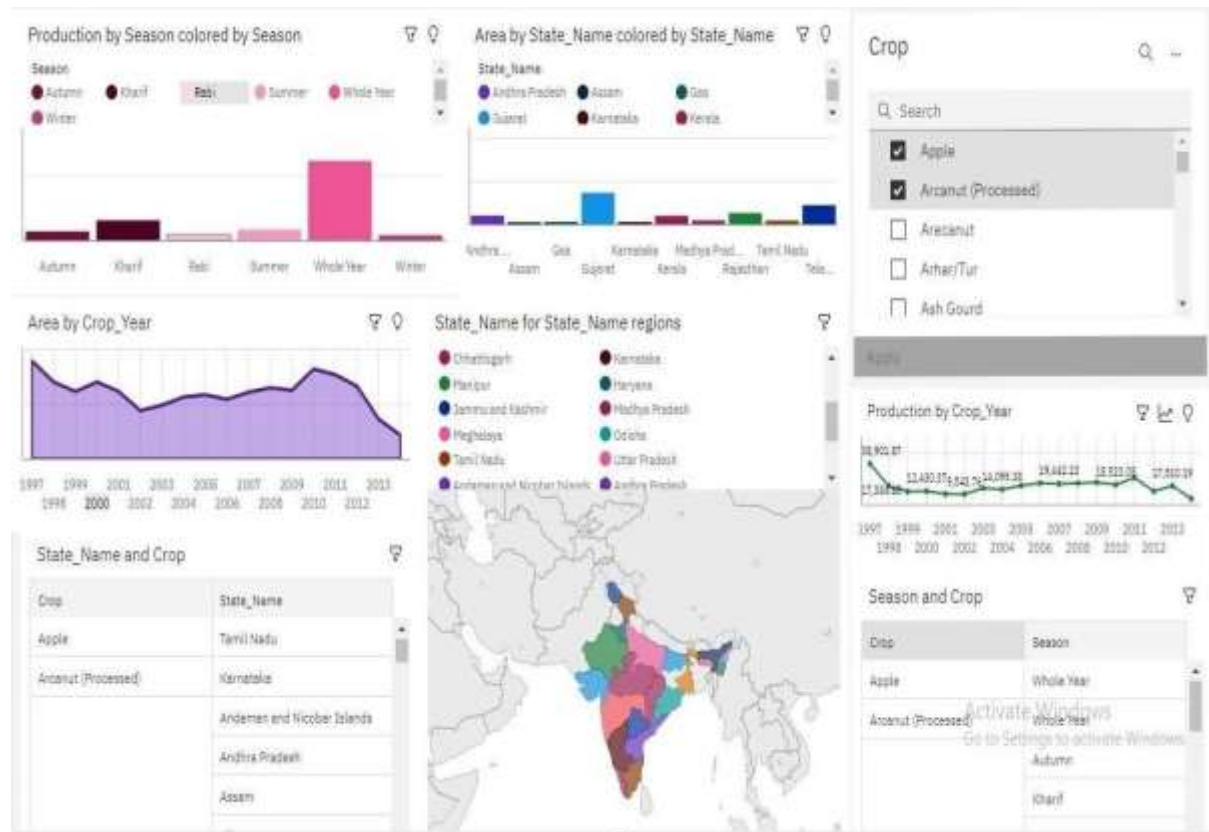 Production by Season colored by Season
Season
Autumn Kharif Rabi Summer Whole Year
Winter
Autumn Kharif Rabi Summer Whole Year Winter
Area by State_Name colored by State_Name
State_Name
Andhra Pradesh Assam Goa
Gujarat Karnataka Kerala
Andhra ... Goa Karnataka Madhya Prad... Tamil Nadu
Assam Gujarat Kerala Rajasthan Tela...
Crop
Search
Apple
Arcanut (Processed)
Arecanut
Arhar/Tur
Ash Gourd
Apply
Area by Crop_Year
1997 1999 2001 2003 2005 2007 2009 2011 2013
1998 2000 2002 2004 2006 2008 2010 2012
State_Name for State_Name regions
Chhattisgarh Karnataka
Manipur Haryana
Jammu and Kashmir Madhya Pradesh
Meghalaya Odisha
Tamil Nadu Uttar Pradesh
Andaman and Nicobar Islands Andhra Pradesh
Production by Crop_Year
1997 1999 2001 2003 2005 2007 2009 2011 2013
1998 2000 2002 2004 2006 2008 2010 2012
State_Name and Crop
Crop State_Name
Apple Tamil Nadu
Arcanut (Processed) Karnataka
Andaman and Nicobar Islands
Andhra Pradesh
Assam
Season and Crop
Crop Season
Apple Whole Year
Arcanut (Processed) Whole Year
Autumn
Kharif
Activate Windows
Go to Settings to activate Windows